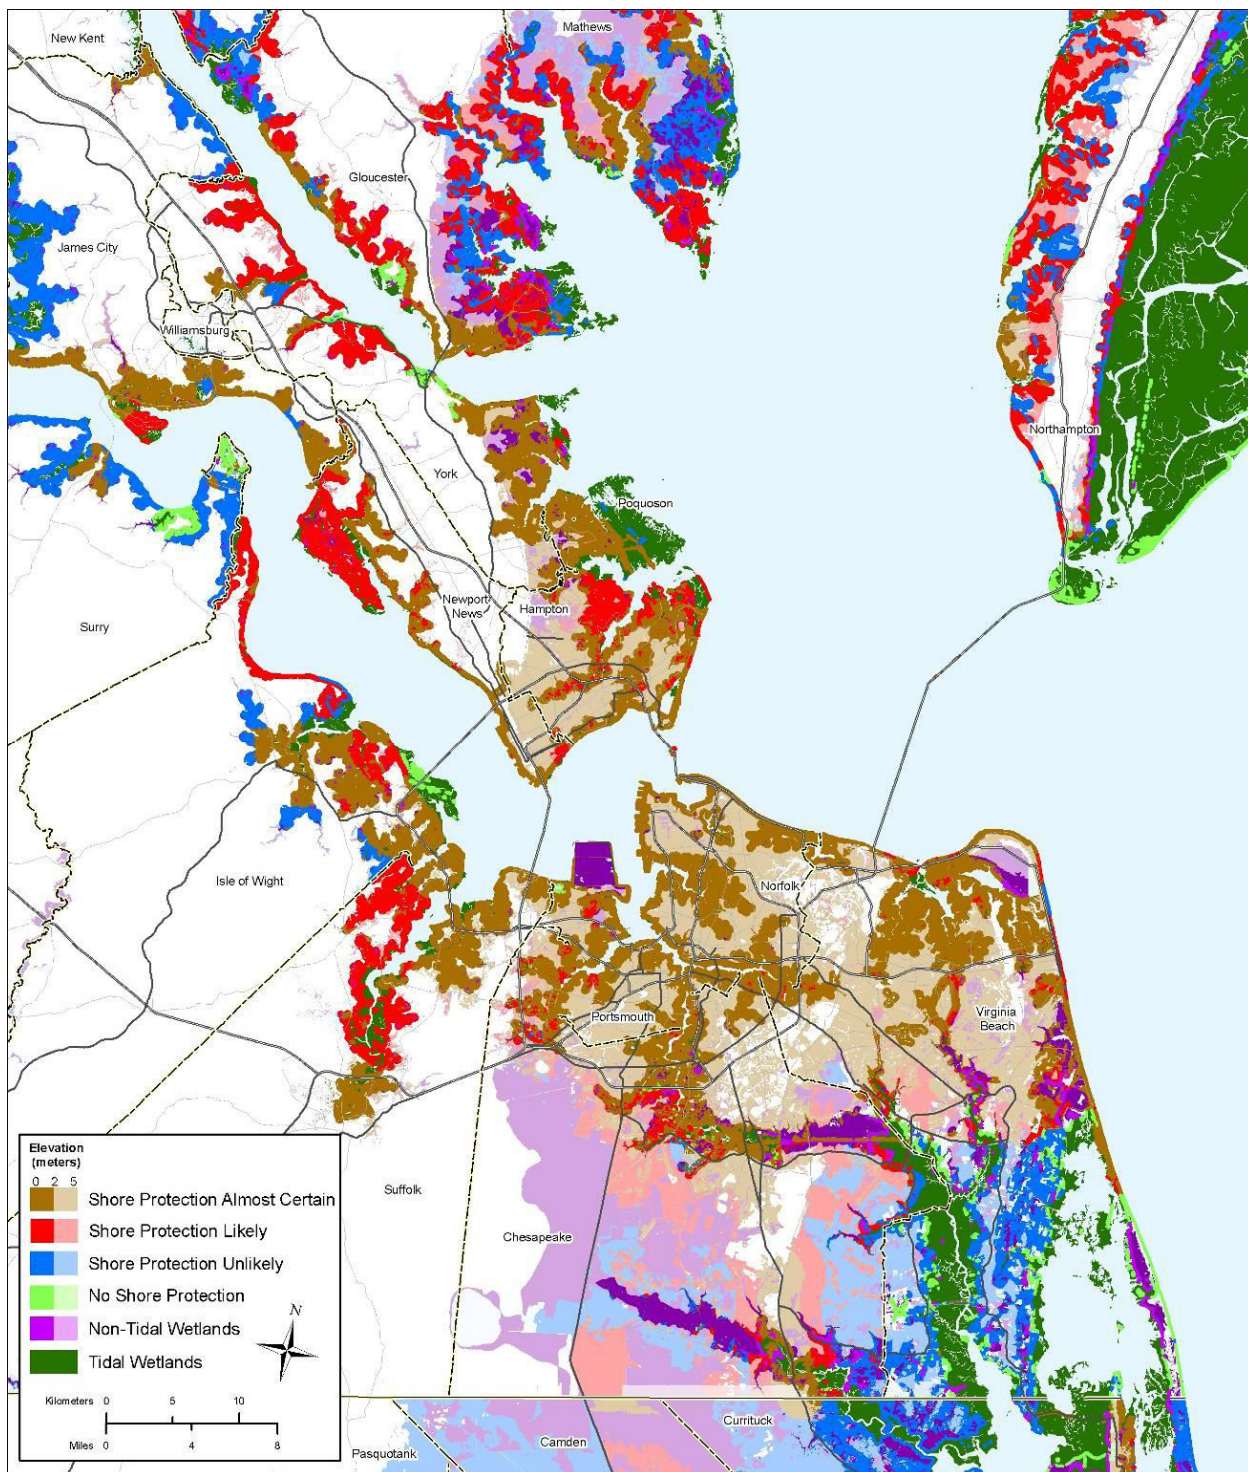 New Kent
Mathews
Gloucester
James City
Williamsburg
Northampton
York
Poquoson
Newport
News
Hampton
Surry
Isle of Wight
Norfolk
Portsmouth
Virginia
Beach
Suffolk
Chesapeake
Currituck
Camden
Pasquotank
Elevation
(meters)
0 2 5
Shore Protection Almost Certain
Shore Protection Likely
Shore Protection Unlikely
No Shore Protection
Non-Tidal Wetlands
Tidal Wetlands
N
Kilometers 0 5 10
Miles 0 4 8